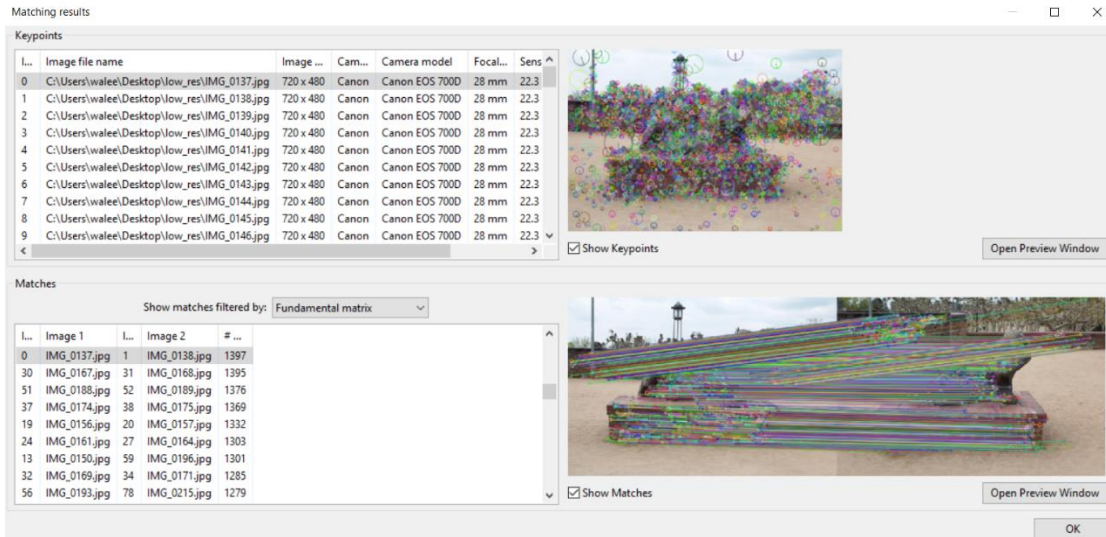 Matching results
Keypoints
I... Image file name Image ... Cam... Camera model Focal... Sens
0 C:\Users\walee\Desktop\low_res\IMG_0137.jpg 720 x 480 Canon Canon EOS 700D 28 mm 22.3
1 C:\Users\walee\Desktop\low_res\IMG_0138.jpg 720 x 480 Canon Canon EOS 700D 28 mm 22.3
2 C:\Users\walee\Desktop\low_res\IMG_0139.jpg 720 x 480 Canon Canon EOS 700D 28 mm 22.3
3 C:\Users\walee\Desktop\low_res\IMG_0140.jpg 720 x 480 Canon Canon EOS 700D 28 mm 22.3
4 C:\Users\walee\Desktop\low_res\IMG_0141.jpg 720 x 480 Canon Canon EOS 700D 28 mm 22.3
5 C:\Users\walee\Desktop\low_res\IMG_0142.jpg 720 x 480 Canon Canon EOS 700D 28 mm 22.3
6 C:\Users\walee\Desktop\low_res\IMG_0143.jpg 720 x 480 Canon Canon EOS 700D 28 mm 22.3
7 C:\Users\walee\Desktop\low_res\IMG_0144.jpg 720 x 480 Canon Canon EOS 700D 28 mm 22.3
8 C:\Users\walee\Desktop\low_res\IMG_0145.jpg 720 x 480 Canon Canon EOS 700D 28 mm 22.3
9 C:\Users\walee\Desktop\low_res\IMG_0146.jpg 720 x 480 Canon Canon EOS 700D 28 mm 22.3
Show Keypoints Open Preview Window
Matches
Show matches filtered by: Fundamental matrix
I... Image 1 I... Image 2 # ...
0 IMG_0137.jpg 1 IMG_0138.jpg 1397
30 IMG_0167.jpg 31 IMG_0168.jpg 1395
51 IMG_0188.jpg 52 IMG_0189.jpg 1376
37 IMG_0174.jpg 38 IMG_0175.jpg 1369
19 IMG_0156.jpg 20 IMG_0157.jpg 1332
24 IMG_0161.jpg 27 IMG_0164.jpg 1303
13 IMG_0150.jpg 59 IMG_0196.jpg 1301
32 IMG_0169.jpg 34 IMG_0171.jpg 1285
56 IMG_0193.jpg 78 IMG_0215.jpg 1279
Show Matches Open Preview Window
OK